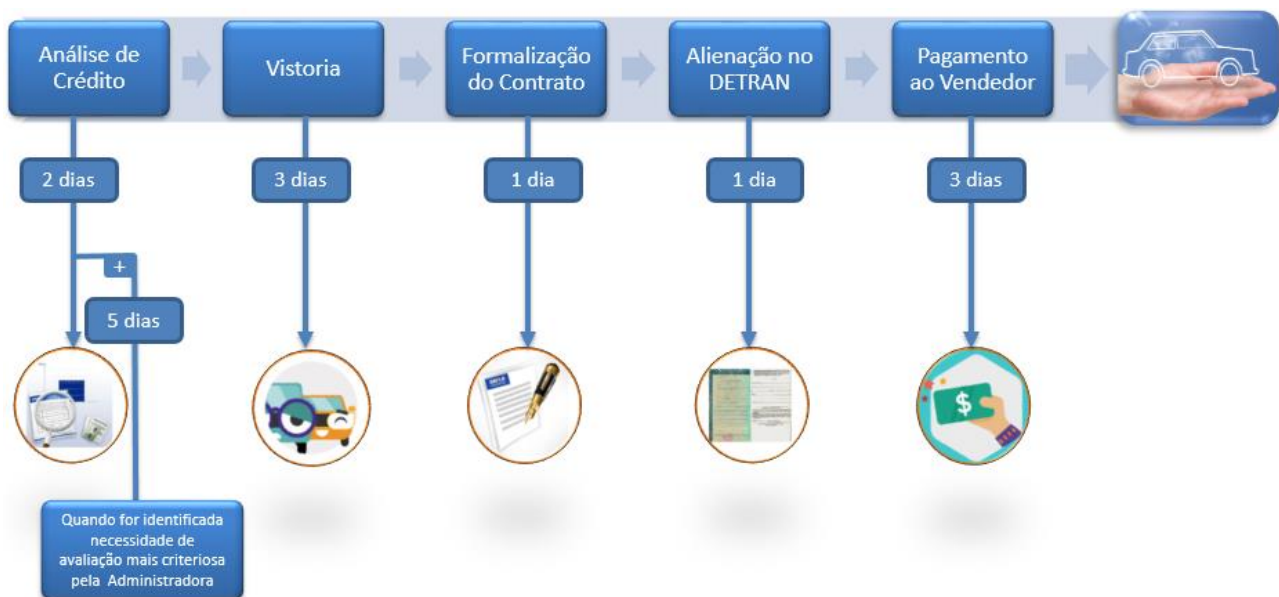 Análise de
Crédito
Vistoria
Formalização
do Contrato
Alienação no
DETRAN
Pagamento
ao Vendedor
2 dias
3 dias
1 dia
1 dia
3 dias
+
5 dias
$
Quando for identificada
necessidade de
avaliação mais criteriosa
pela Administradora